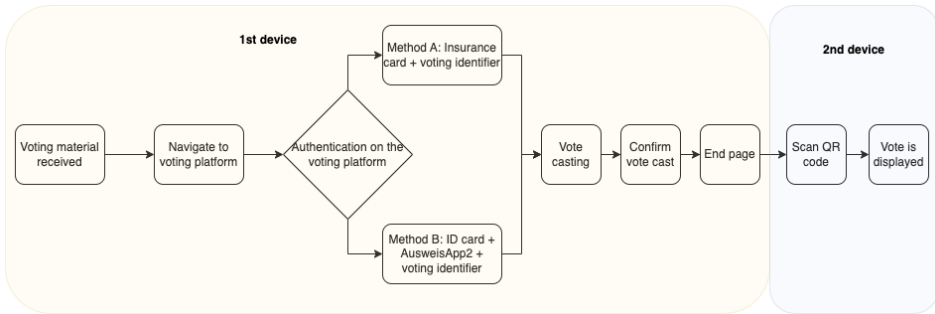 1st device
2nd device
Method A: Insurance
card + voting identifier
Voting material
received
Navigate to
voting platform
Authentication on the
voting platform
Vote
casting
Confirm
vote cast
End page
Scan QR
code
Vote is
displayed
Method B: ID card +
AusweisApp2 +
voting identifier